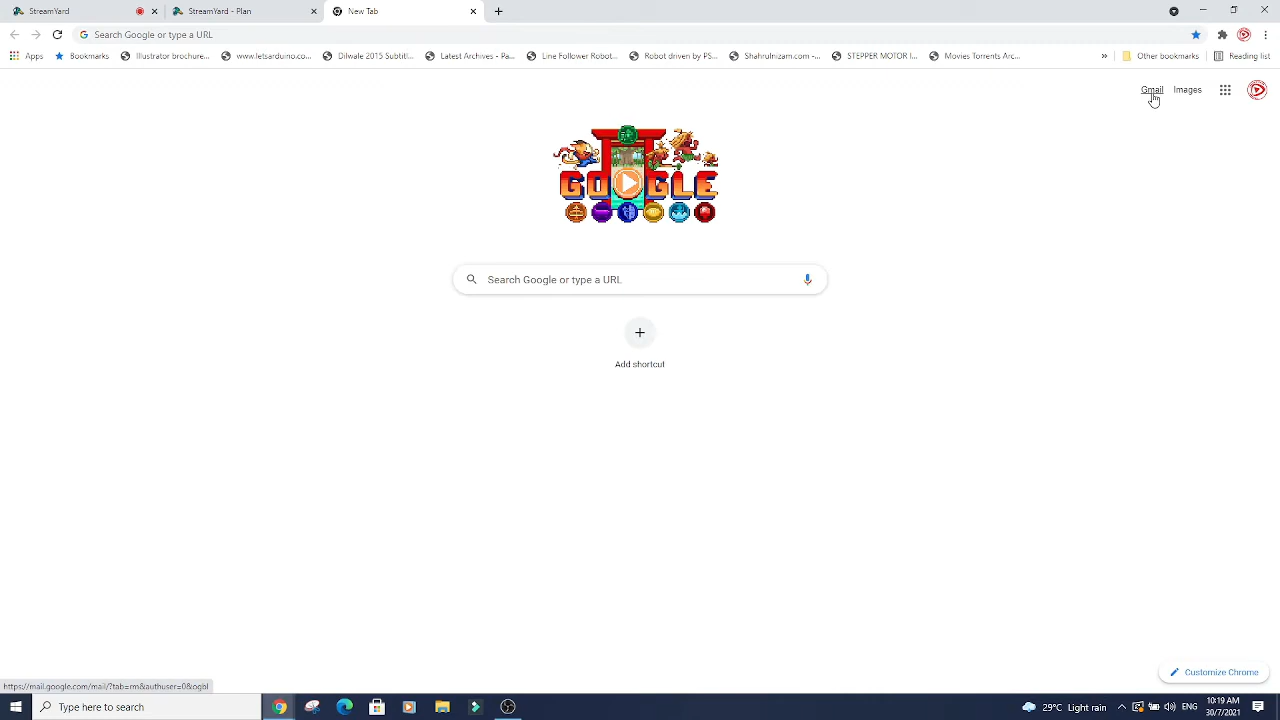 StreamYard
StreamYard - Plan
New Tab
Search Google or type a URL
Apps
Bookmarks
Illustrator brochure...
www.letsarduino.co...
Dilwale 2015 Subtitl...
Latest Archives - Pa...
Line Follower Robot...
Robot driven by PS...
Shahrulnizam.com -...
STEPPER MOTOR I...
Movies Torrents Arc...
»
Other bookmarks
Reading list
Gmail
Images
GOOGLE
Search Google or type a URL
Add shortcut
Customize Chrome
https://mail.google.com/mail/?tab=rm&authuser=0&ogbl
Type here to search
29°C Light rain
10:19 AM
30/7/2021